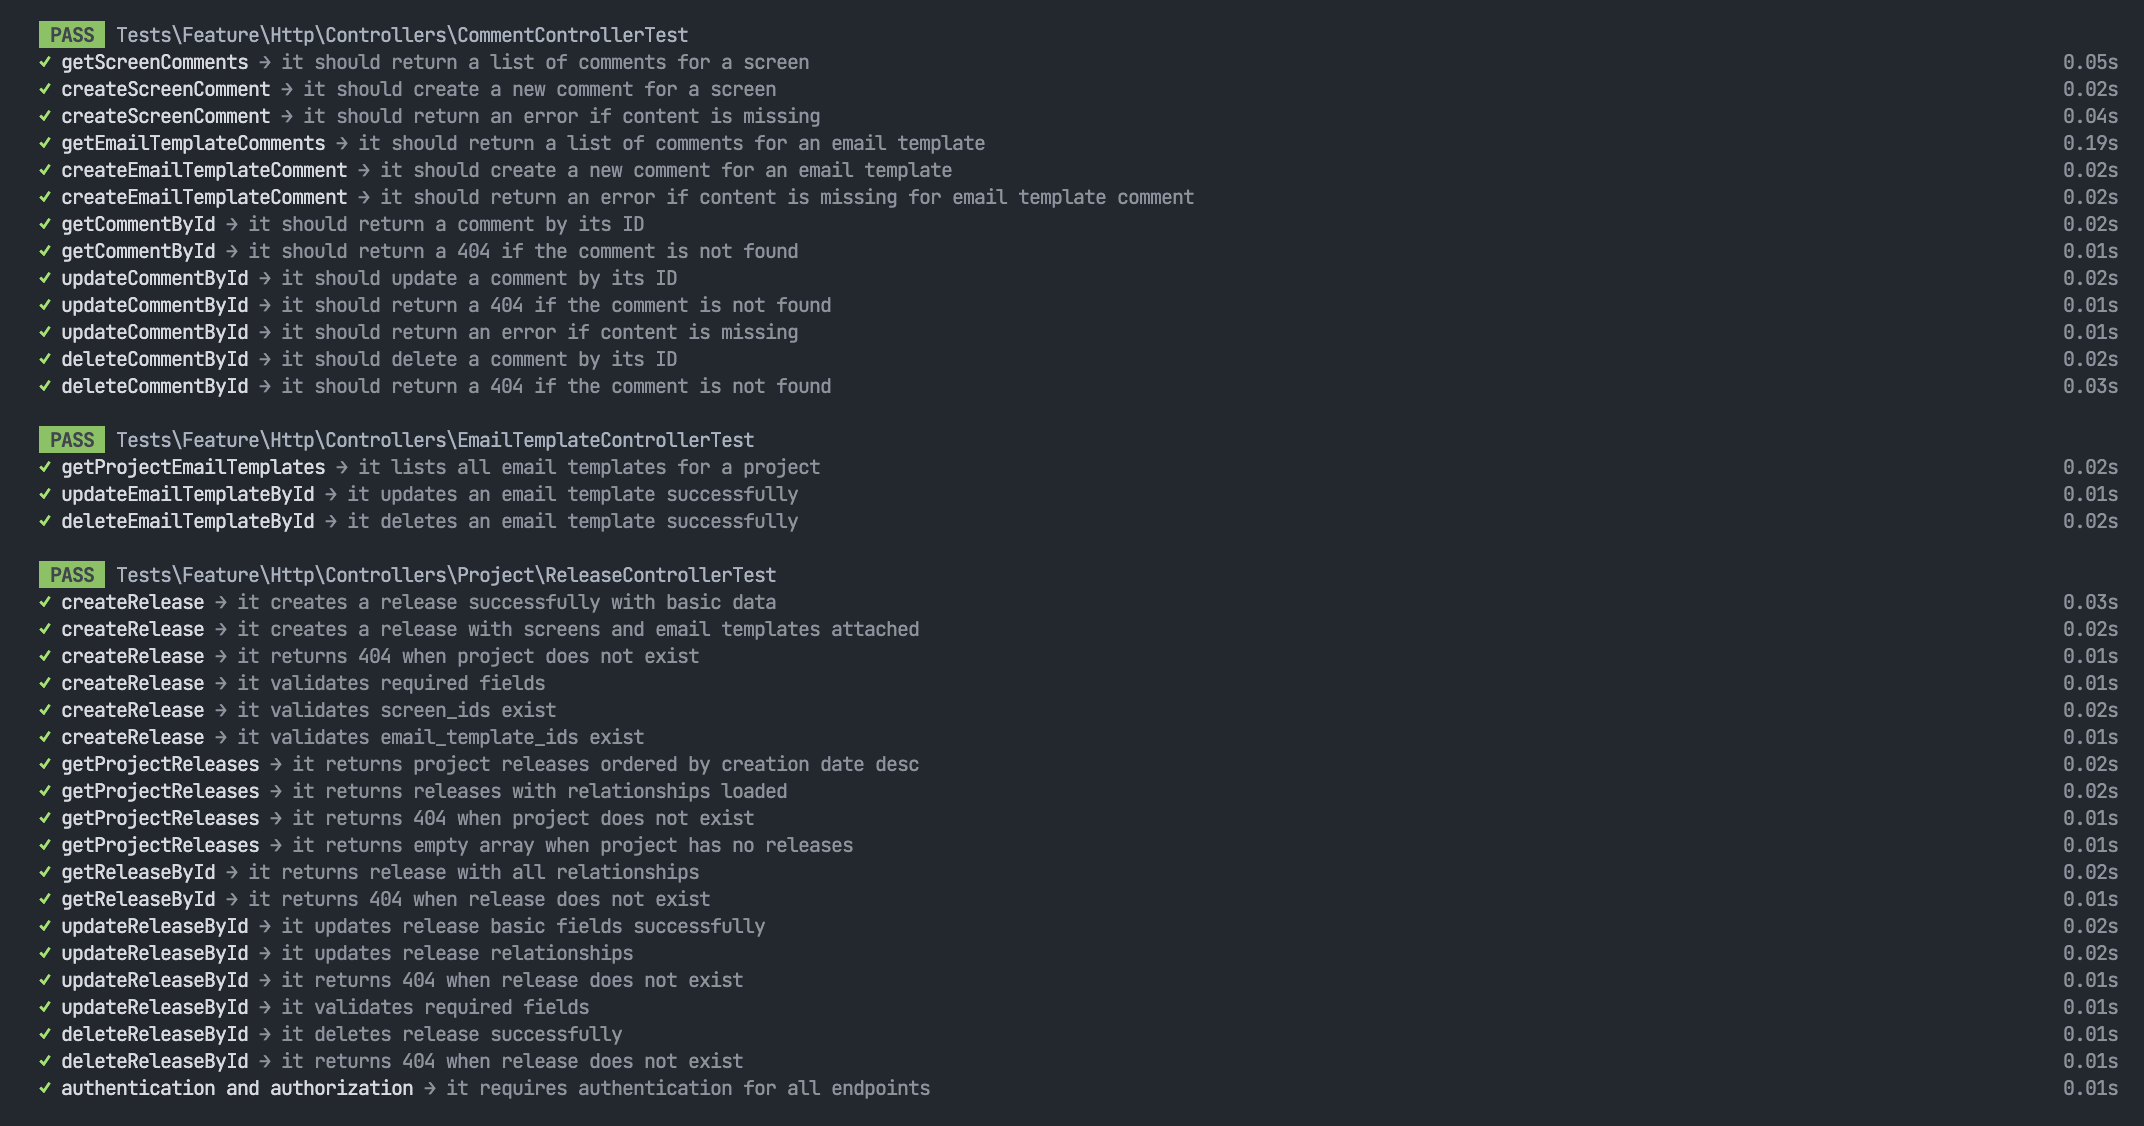 PASS Tests\Feature\Http\Controllers\CommentControllerTest
✓ getScreenComments → it should return a list of comments for a screen 0.05s
✓ createScreenComment → it should create a new comment for a screen 0.02s
✓ createScreenComment → it should return an error if content is missing 0.04s
✓ getEmailTemplateComments → it should return a list of comments for an email template 0.19s
✓ createEmailTemplateComment → it should create a new comment for an email template 0.02s
✓ createEmailTemplateComment → it should return an error if content is missing for email template comment 0.02s
✓ getCommentById → it should return a comment by its ID 0.02s
✓ getCommentById → it should return a 404 if the comment is not found 0.01s
✓ updateCommentById → it should update a comment by its ID 0.02s
✓ updateCommentById → it should return a 404 if the comment is not found 0.01s
✓ updateCommentById → it should return an error if content is missing 0.01s
✓ deleteCommentById → it should delete a comment by its ID 0.02s
✓ deleteCommentById → it should return a 404 if the comment is not found 0.03s
PASS Tests\Feature\Http\Controllers\EmailTemplateControllerTest
✓ getProjectEmailTemplates → it lists all email templates for a project 0.02s
✓ updateEmailTemplateById → it updates an email template successfully 0.01s
✓ deleteEmailTemplateById → it deletes an email template successfully 0.02s
PASS Tests\Feature\Http\Controllers\Project\ReleaseControllerTest
✓ createRelease → it creates a release successfully with basic data 0.03s
✓ createRelease → it creates a release with screens and email templates attached 0.02s
✓ createRelease → it returns 404 when project does not exist 0.01s
✓ createRelease → it validates required fields 0.01s
✓ createRelease → it validates screen_ids exist 0.02s
✓ createRelease → it validates email_template_ids exist 0.01s
✓ getProjectReleases → it returns project releases ordered by creation date desc 0.02s
✓ getProjectReleases → it returns releases with relationships loaded 0.02s
✓ getProjectReleases → it returns 404 when project does not exist 0.01s
✓ getProjectReleases → it returns empty array when project has no releases 0.01s
✓ getReleaseById → it returns release with all relationships 0.02s
✓ getReleaseById → it returns 404 when release does not exist 0.01s
✓ updateReleaseById → it updates release basic fields successfully 0.02s
✓ updateReleaseById → it updates release relationships 0.02s
✓ updateReleaseById → it returns 404 when release does not exist 0.01s
✓ updateReleaseById → it validates required fields 0.01s
✓ deleteReleaseById → it deletes release successfully 0.01s
✓ deleteReleaseById → it returns 404 when release does not exist 0.01s
✓ authentication and authorization → it requires authentication for all endpoints 0.01s